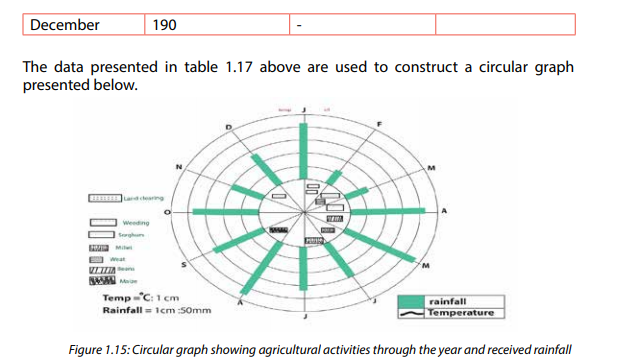 December 190 -
The data presented in table 1.17 above are used to construct a circular graph
presented below.
J
D
F
N
M
Land clearing
O
A
Weeding
Sorghum
Millet
Beans
S
M
Maize
Temp =°C: 1 cm
Rainfall = 1cm :50mm
A
J
J
rainfall
Temperature
Figure 1.15: Circular graph showing agricultural activities through the year and received rainfall